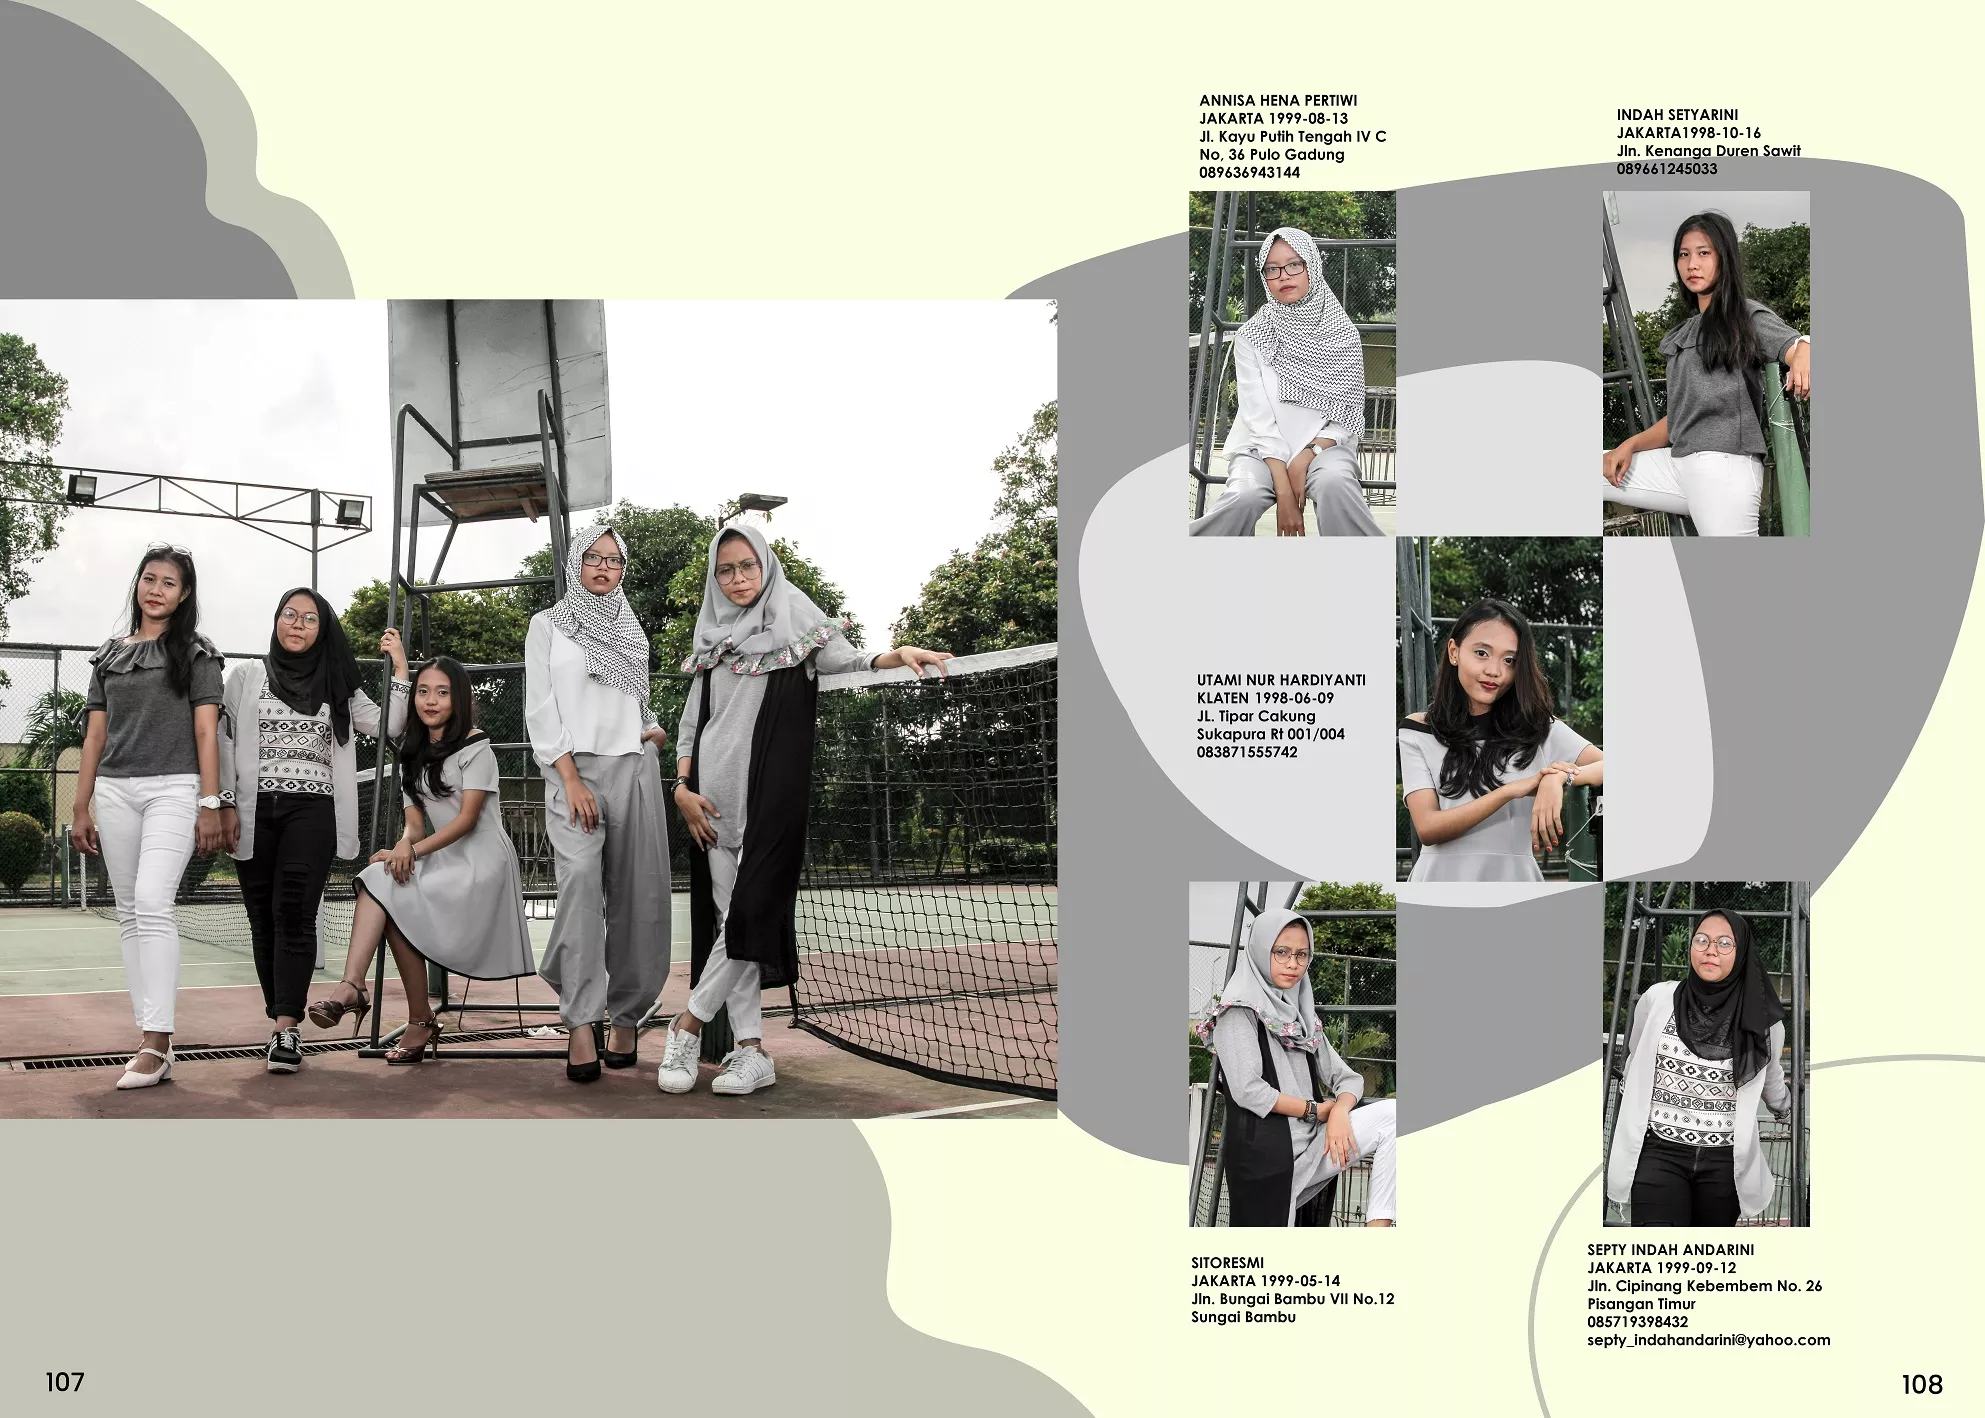 ANNISA HENA PERTIWI
JAKARTA 1999-08-13
Jl. Kayu Putih Tengah IV C
No, 36 Pulo Gadung
089636943144
INDAH SETYARINI
JAKARTA1998-10-16
Jln. Kenanga Duren Sawit
089661245033
UTAMI NUR HARDIYANTI
KLATEN 1998-06-09
JL. Tipar Cakung
Sukapura Rt 001/004
083871555742
SITORESMI
JAKARTA 1999-05-14
Jln. Bungai Bambu VII No.12
Sungai Bambu
SEPTY INDAH ANDARINI
JAKARTA 1999-09-12
Jln. Cipinang Kebembem No. 26
Pisangan Timur
085719398432
septy_indahandarini@yahoo.com
107
108